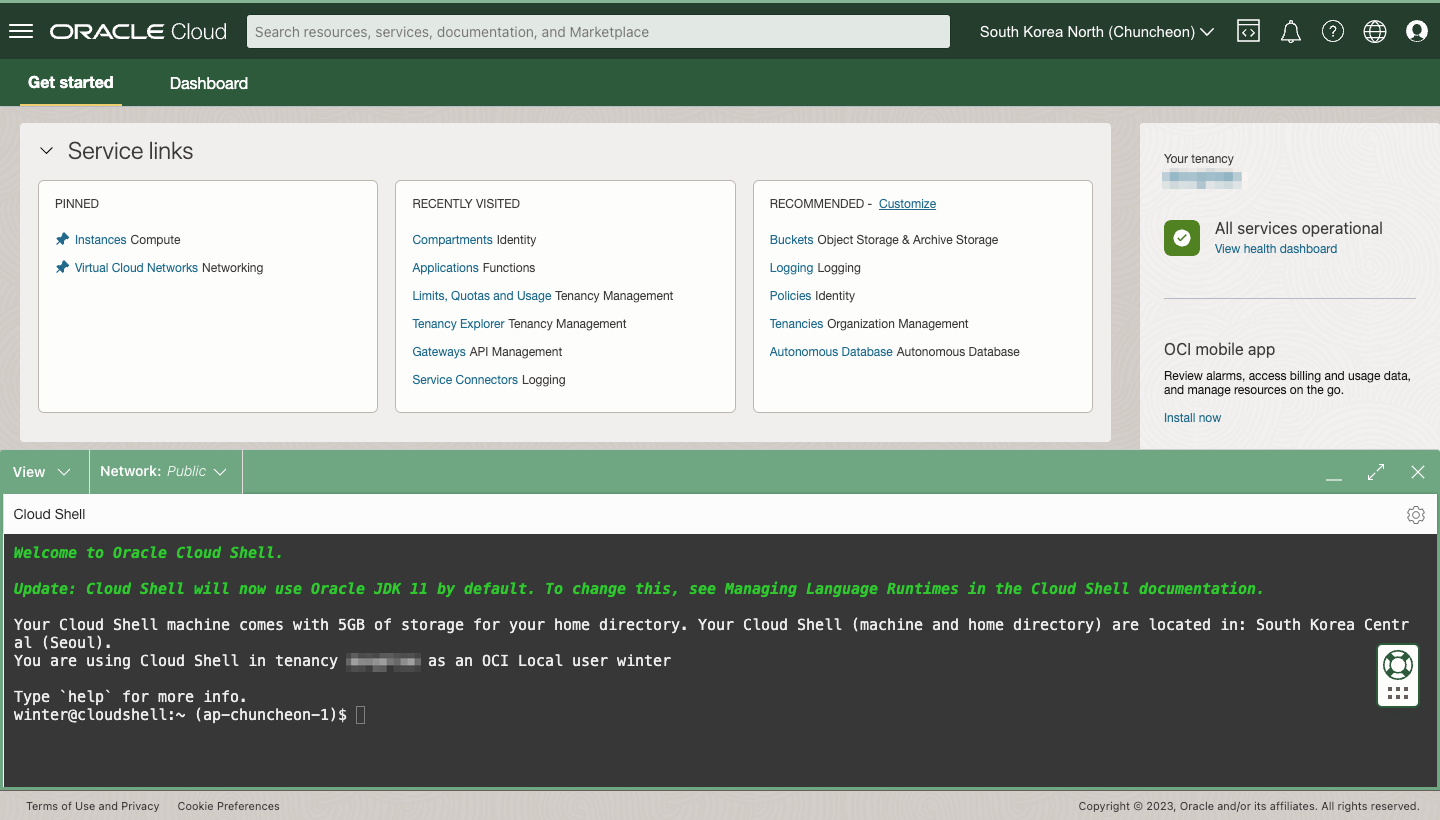 ORACLE Cloud
Search resources, services, documentation, and Marketplace
South Korea North (Chuncheon)
Get started
Dashboard
Service links
PINNED
Instances Compute
Virtual Cloud Networks Networking
RECENTLY VISITED
Compartments Identity
Applications Functions
Limits, Quotas and Usage Tenancy Management
Tenancy Explorer Tenancy Management
Gateways API Management
Service Connectors Logging
RECOMMENDED - Customize
Buckets Object Storage & Archive Storage
Logging Logging
Policies Identity
Tenancies Organization Management
Autonomous Database Autonomous Database
Your tenancy
All services operational
View health dashboard
OCI mobile app
Review alarms, access billing and usage data,
and manage resources on the go.
Install now
View
Network: Public
Cloud Shell
Welcome to Oracle Cloud Shell.
Update: Cloud Shell will now use Oracle JDK 11 by default. To change this, see Managing Language Runtimes in the Cloud Shell documentation.
Your Cloud Shell machine comes with 5GB of storage for your home directory. Your Cloud Shell (machine and home directory) are located in: South Korea Centr
al (Seoul).
You are using Cloud Shell in tenancy as an OCI Local user winter
Type `help` for more info.
winter@cloudshell:~ (ap-chuncheon-1)$
Terms of Use and Privacy
Cookie Preferences
Copyright © 2023, Oracle and/or its affiliates. All rights reserved.